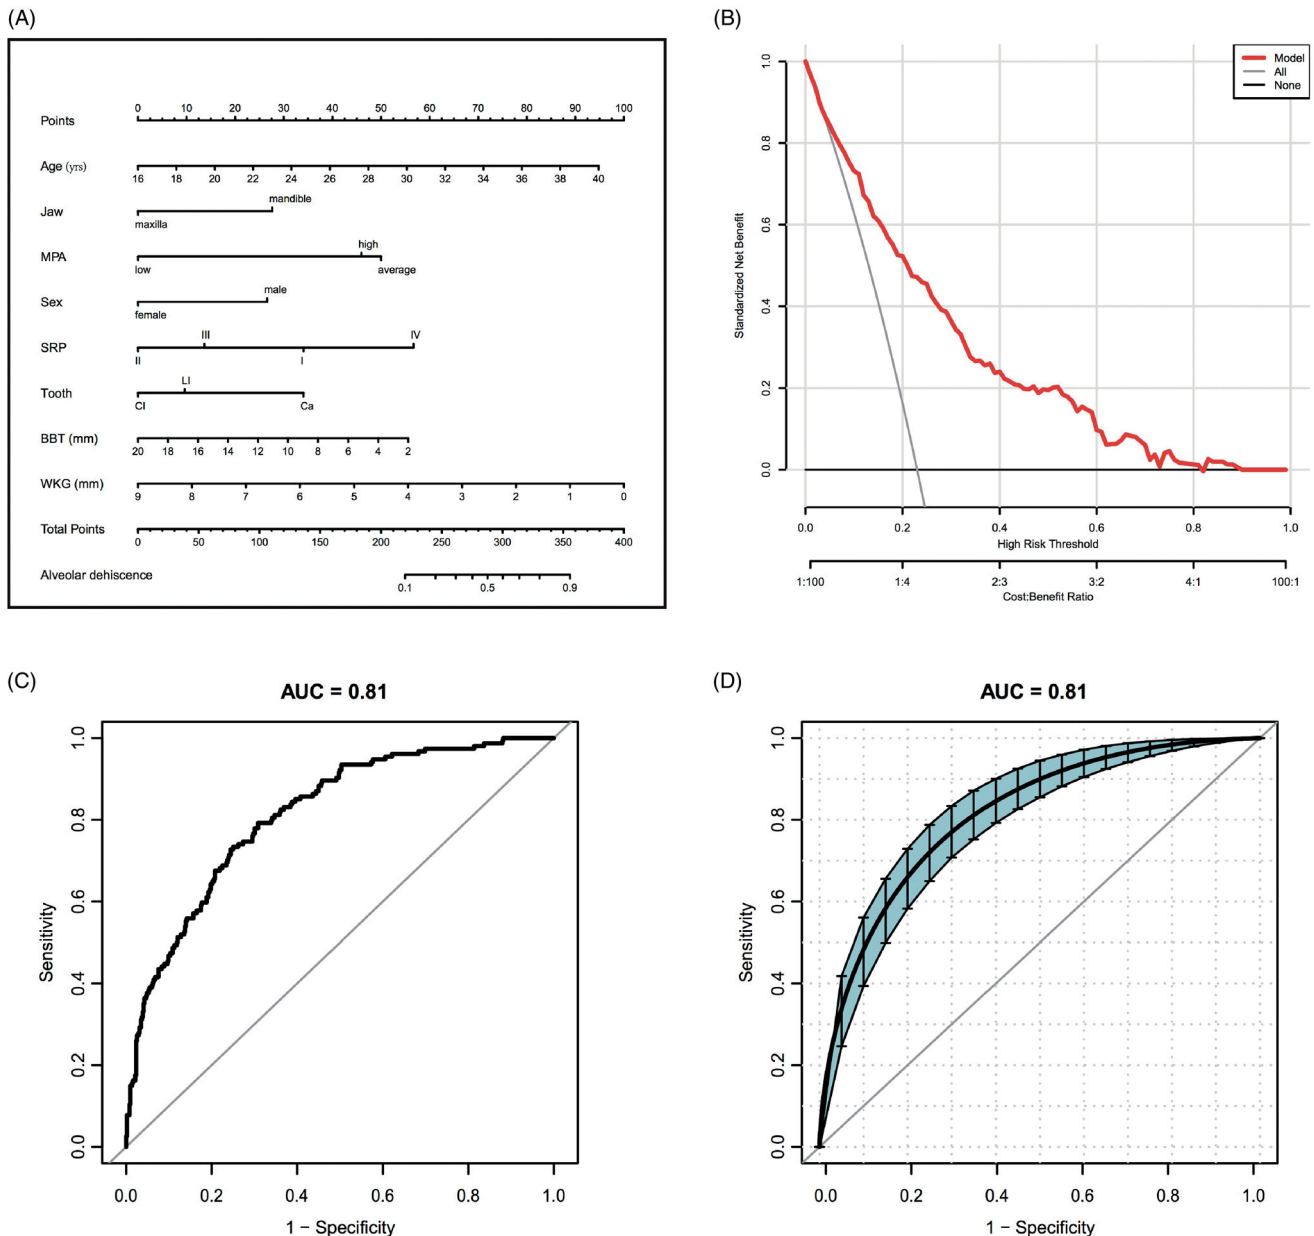 (A)
0 10 20 30 40 50 60 70 80 90 100
Points
Age (yrs)
16 18 20 22 24 26 28 30 32 34 36 38 40
mandible
Jaw
maxilla
high
MPA
low average
male
Sex
female
III IV
SRP
II I
LI
Tooth
CI Ca
BBT (mm)
20 18 16 14 12 10 8 6 4 2
WKG (mm)
9 8 7 6 5 4 3 2 1 0
Total Points
0 50 100 150 200 250 300 350 400
Alveolar dehiscence
0.1 0.5 0.9
(B)
Model
All
None
Standardized Net Benefit
1.0
0.8
0.6
0.4
0.2
0.0
0.0 0.2 0.4 0.6 0.8 1.0
High Risk Threshold
1:100 1:4 2:3 3:2 4:1 100:1
Cost:Benefit Ratio
(C)
AUC = 0.81
Sensitivity
1.0
0.8
0.6
0.4
0.2
0.0
0.0 0.2 0.4 0.6 0.8 1.0
1 − Specificity
(D)
AUC = 0.81
Sensitivity
1.0
0.8
0.6
0.4
0.2
0.0
0.0 0.2 0.4 0.6 0.8 1.0
1 − Specificity